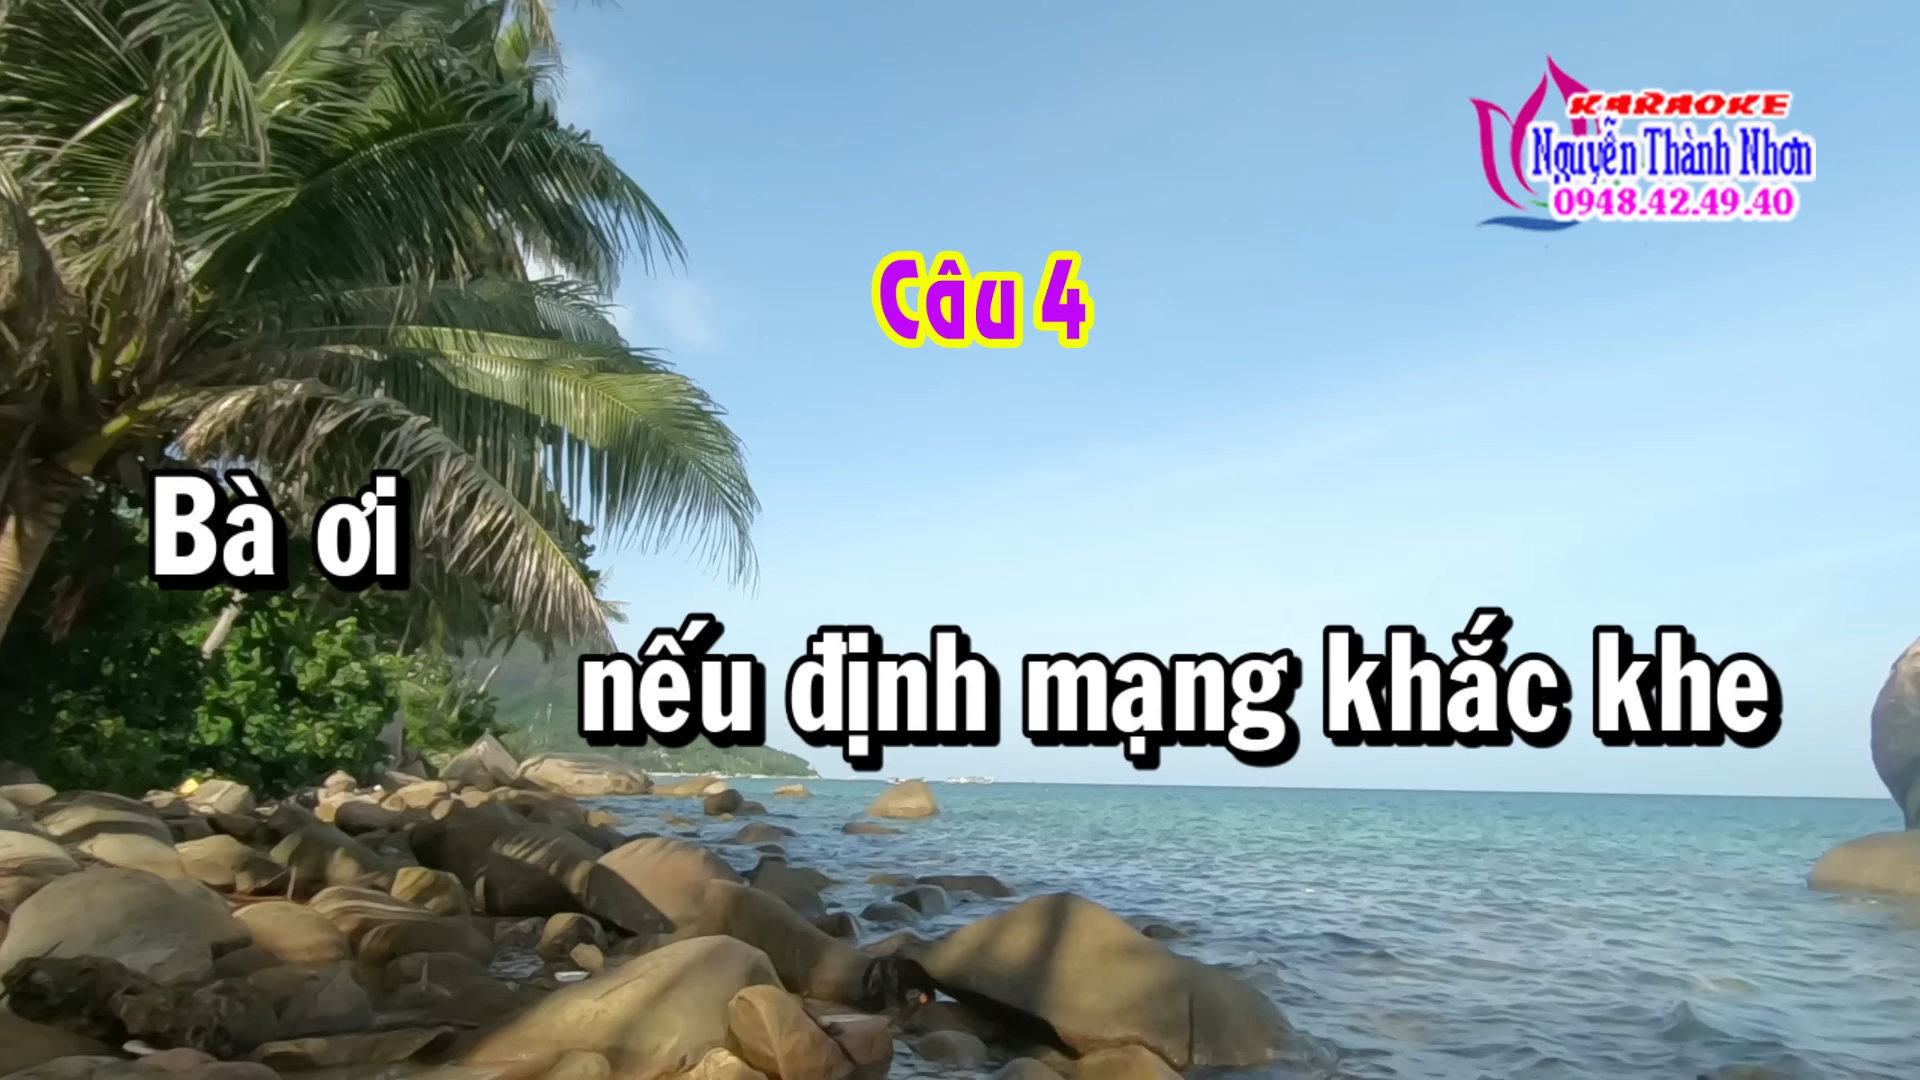 KARAOKE
Nguyễn Thành Nhơn
0948.42.49.40
Câu 4
Bà ơi
nếu định mạng khắc khe